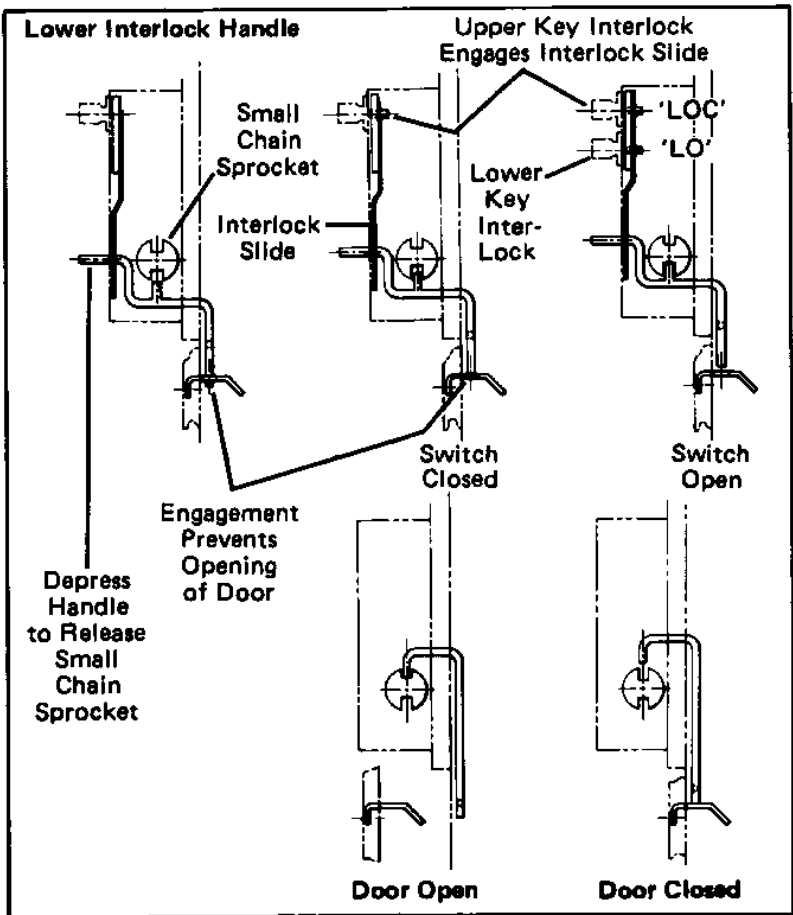 Lower Interlock Handle
Upper Key Interlock
Engages Interlock Slide
Small
Chain
Sprocket
'LOC'
'LO'
Lower
Key
Inter-
Lock
Interlock
Slide
Switch
Closed
Switch
Open
Engagement
Prevents
Opening
of Door
Depress
Handle
to Release
Small
Chain
Sprocket
Door Open
Door Closed